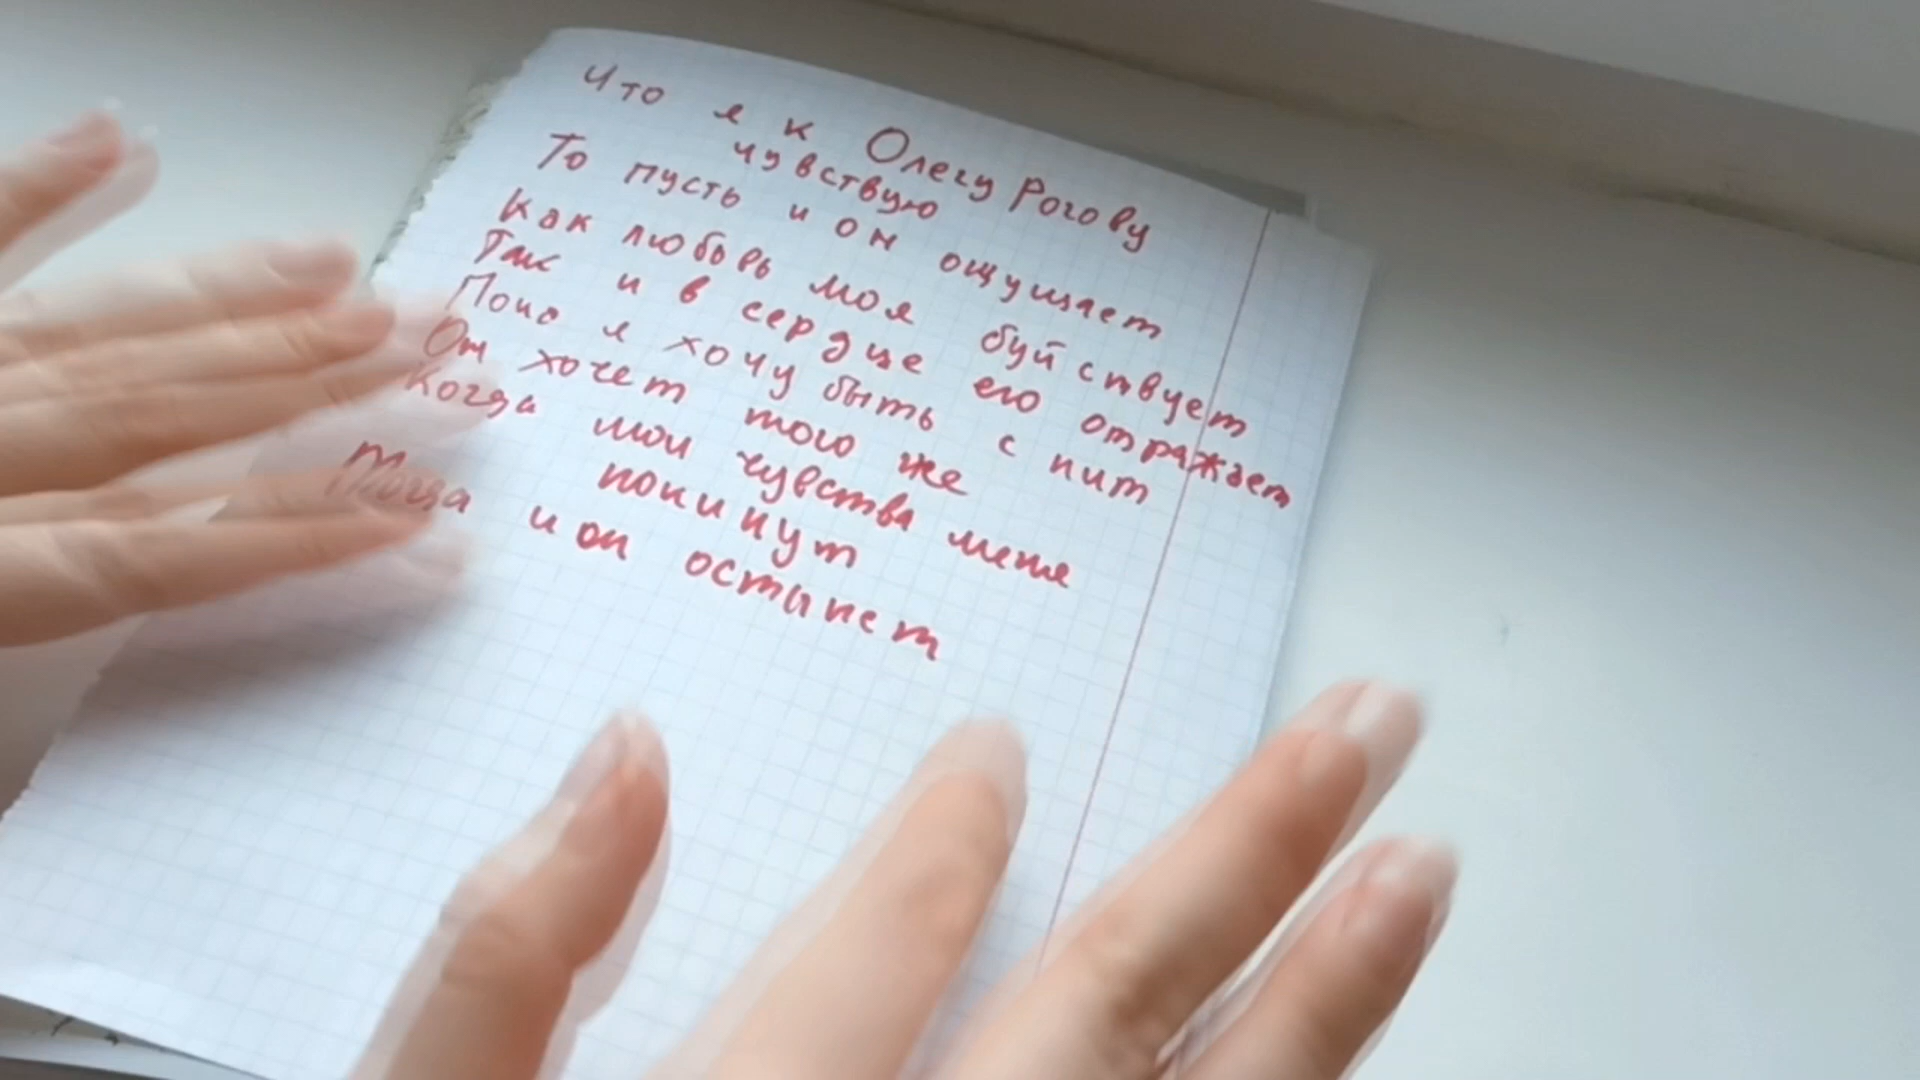 Что я к Олегу Рогову
чувствую
То пусть и он ощущает
Как любовь моя буйствует
Так и в сердце его отражает
Пока я хочу быть с ним
Он хочет того же
Когда мои чувства меня
покинут
Тогда и он остынет